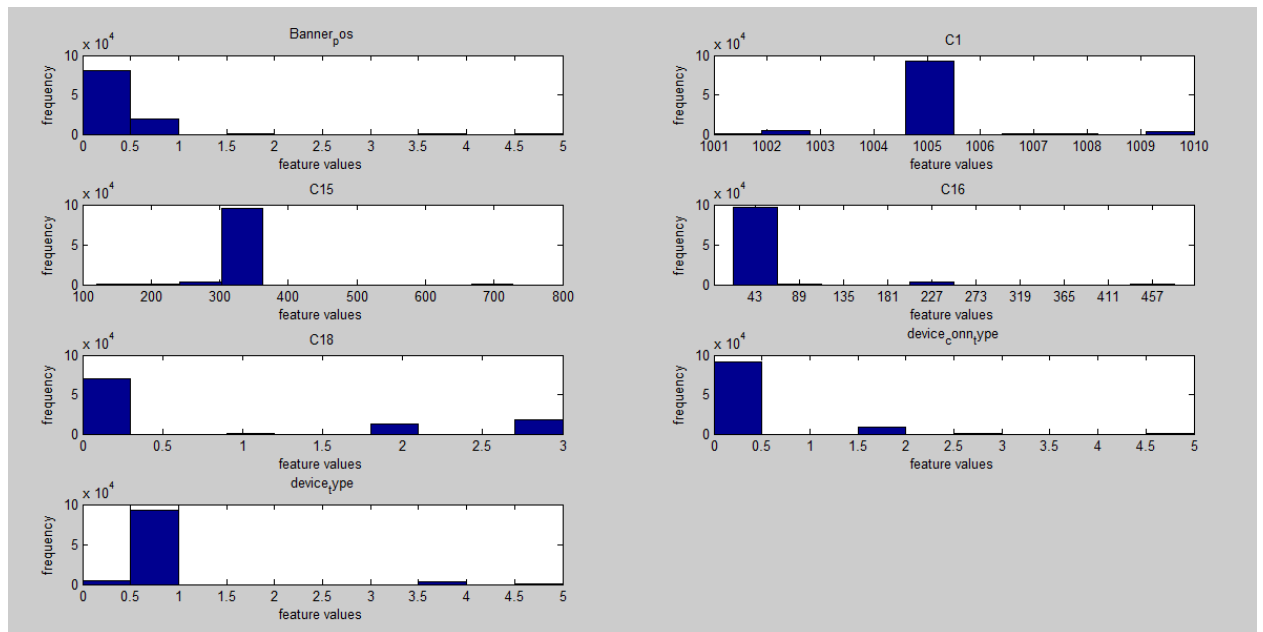 Banner_pos
x 10^4
10
5
0
frequency
0 0.5 1 1.5 2 2.5 3 3.5 4 4.5 5
feature values
C1
x 10^4
10
5
0
frequency
1001 1002 1003 1004 1005 1006 1007 1008 1009 1010
feature values
C15
x 10^4
10
5
0
frequency
100 200 300 400 500 600 700 800
feature values
C16
x 10^4
10
5
0
frequency
43 89 135 181 227 273 319 365 411 457
feature values
C18
x 10^4
10
5
0
frequency
0 0.5 1 1.5 2 2.5 3
feature values
device_conn_type
x 10^4
10
5
0
frequency
0 0.5 1 1.5 2 2.5 3 3.5 4 4.5 5
feature values
device_type
x 10^4
10
5
0
frequency
0 0.5 1 1.5 2 2.5 3 3.5 4 4.5 5
feature values